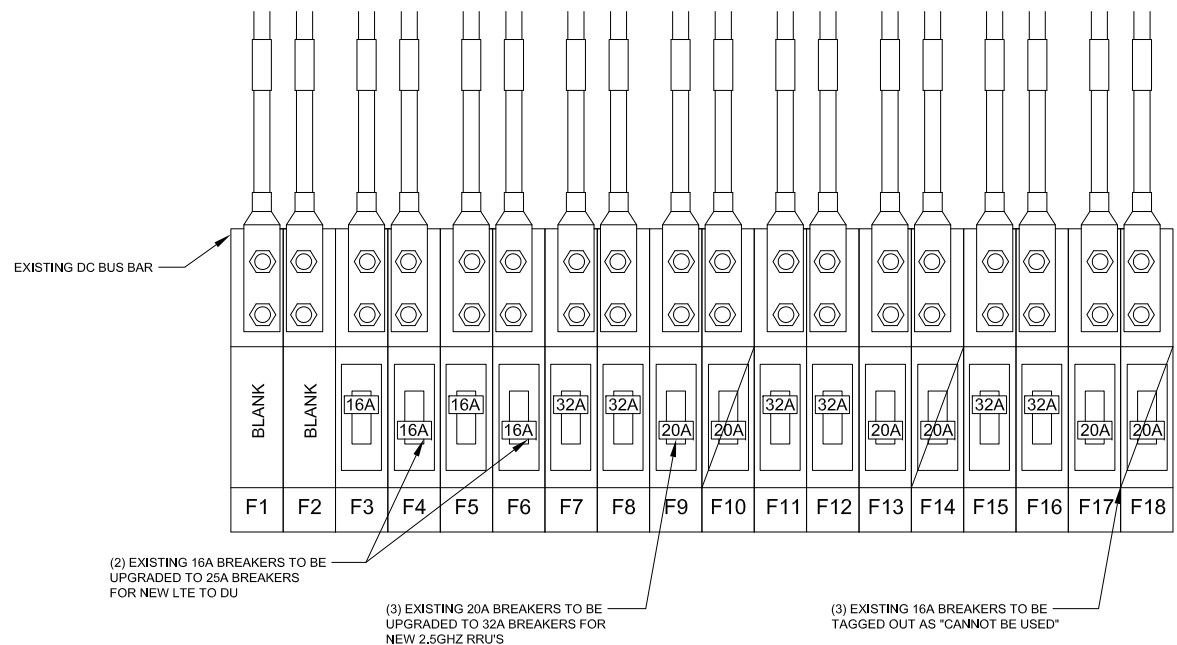 EXISTING DC BUS BAR
BLANK
BLANK
16A
16A
16A
16A
32A
32A
20A
20A
32A
32A
20A
20A
32A
32A
20A
20A
F1 F2 F3 F4 F5 F6 F7 F8 F9 F10 F11 F12 F13 F14 F15 F16 F17 F18
(2) EXISTING 16A BREAKERS TO BE
UPGRADED TO 25A BREAKERS
FOR NEW LTE TO DU
(3) EXISTING 20A BREAKERS TO BE
UPGRADED TO 32A BREAKERS FOR
NEW 2.5GHZ RRU'S
(3) EXISTING 16A BREAKERS TO BE
TAGGED OUT AS "CANNOT BE USED"